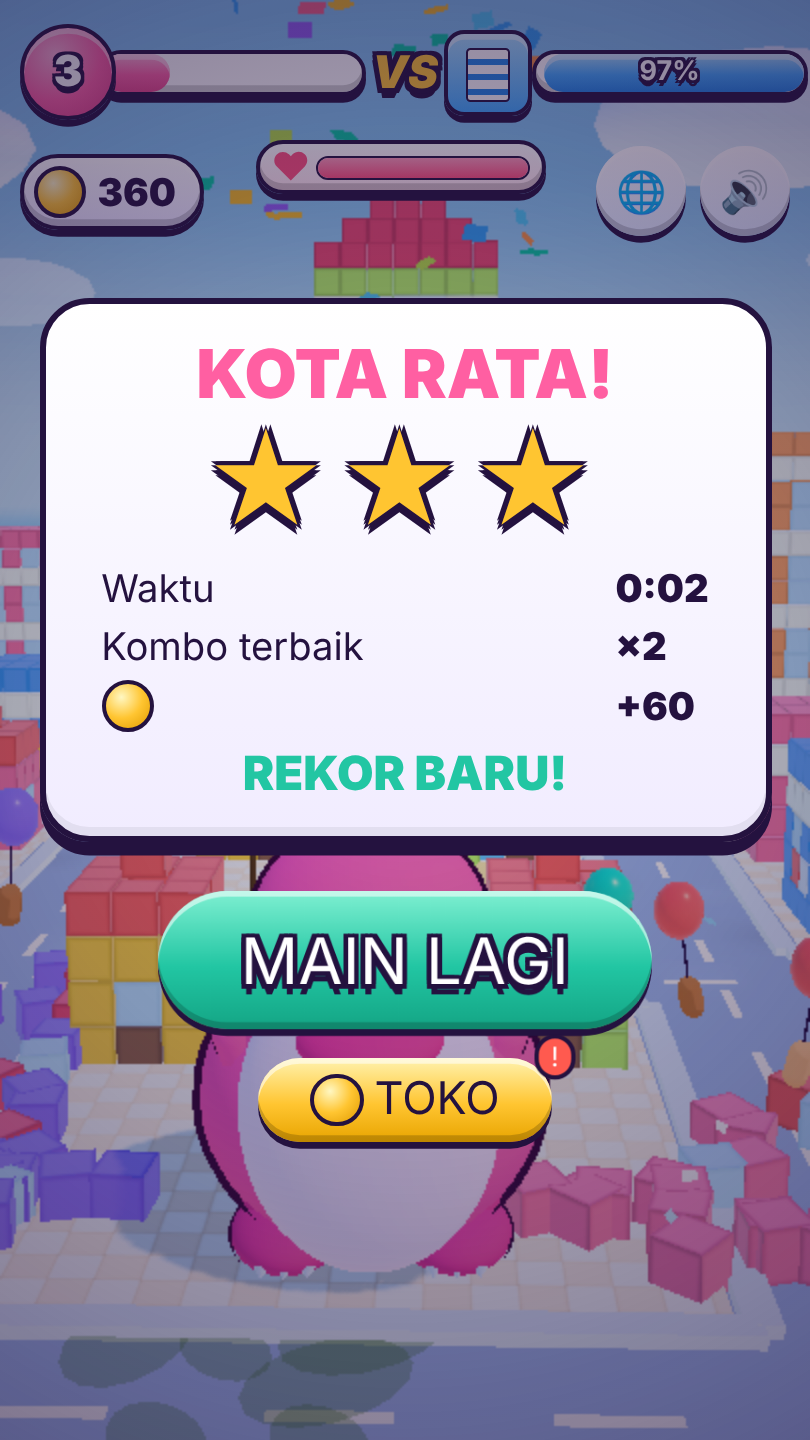 3
VS
97%
360
KOTA RATA!
Waktu 0:02
Kombo terbaik ×2
+60
REKOR BARU!
MAIN LAGI
!
TOKO